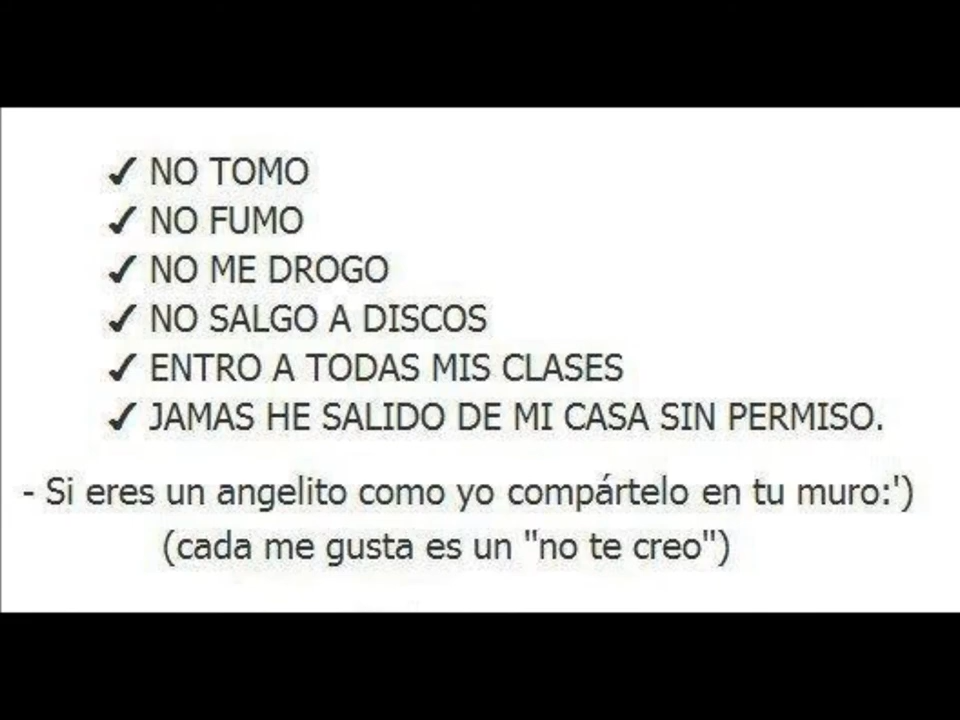 ✓ NO TOMO
✓ NO FUMO
✓ NO ME DROGO
✓ NO SALGO A DISCOS
✓ ENTRO A TODAS MIS CLASES
✓ JAMAS HE SALIDO DE MI CASA SIN PERMISO.
- Si eres un angelito como yo compártelo en tu muro:')
(cada me gusta es un "no te creo")